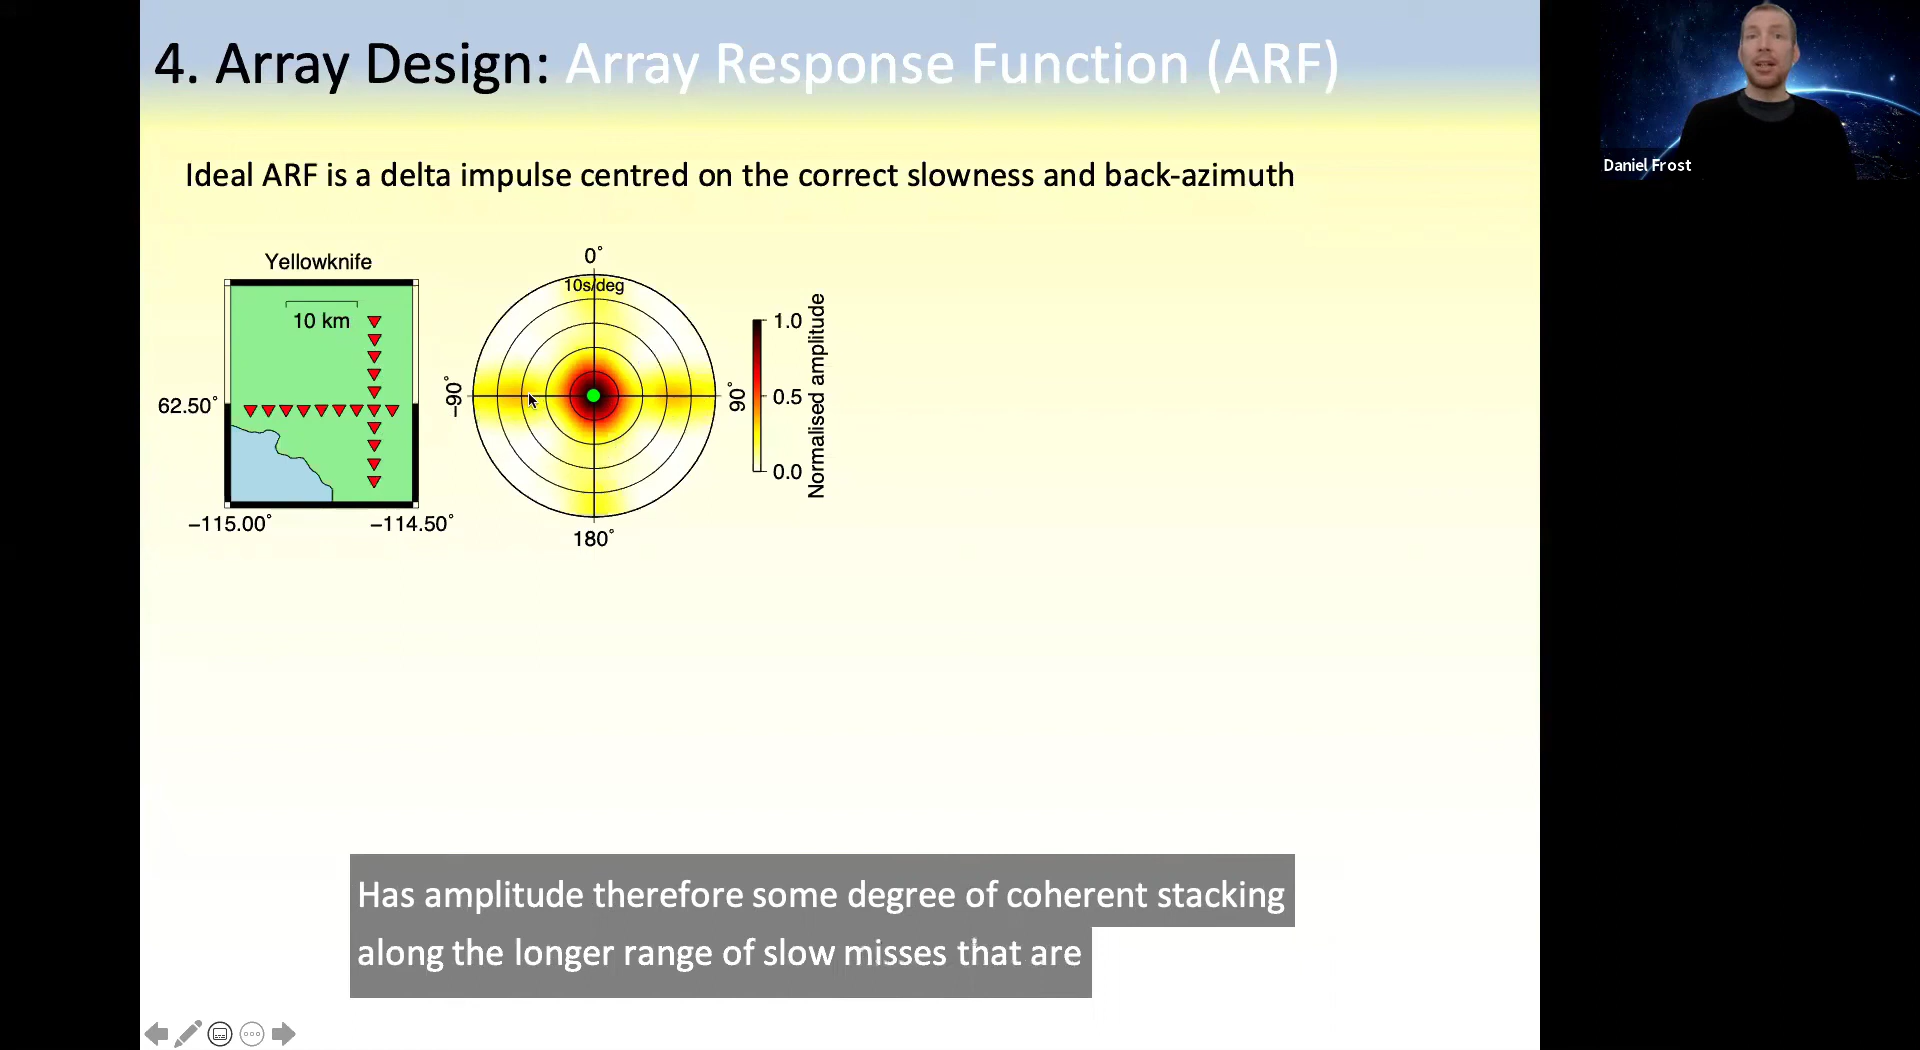 4. Array Design: Array Response Function (ARF)
Daniel Frost
Ideal ARF is a delta impulse centred on the correct slowness and back-azimuth
Yellowknife
10 km
62.50°
−115.00°
−114.50°
0°
10s/deg
−90°
90°
180°
1.0
0.5
0.0
Normalised amplitude
Has amplitude therefore some degree of coherent stacking
along the longer range of slow misses that are